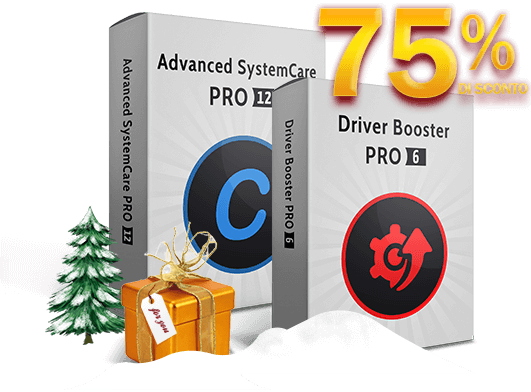 75%
DI SCONTO
Advanced SystemCare
PRO 12
Advanced SystemCare PRO 12
C
Driver Booster
PRO 6
Driver Booster PRO 6
for you